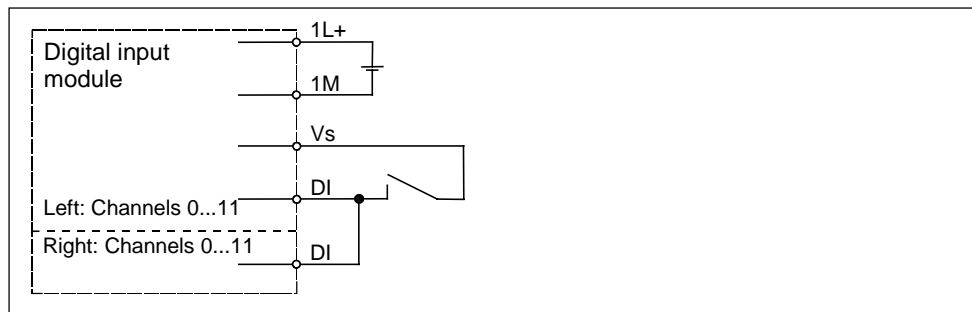 1L+
Digital input
module
1M
Vs
DI
Left: Channels 0...11
Right: Channels 0...11
DI